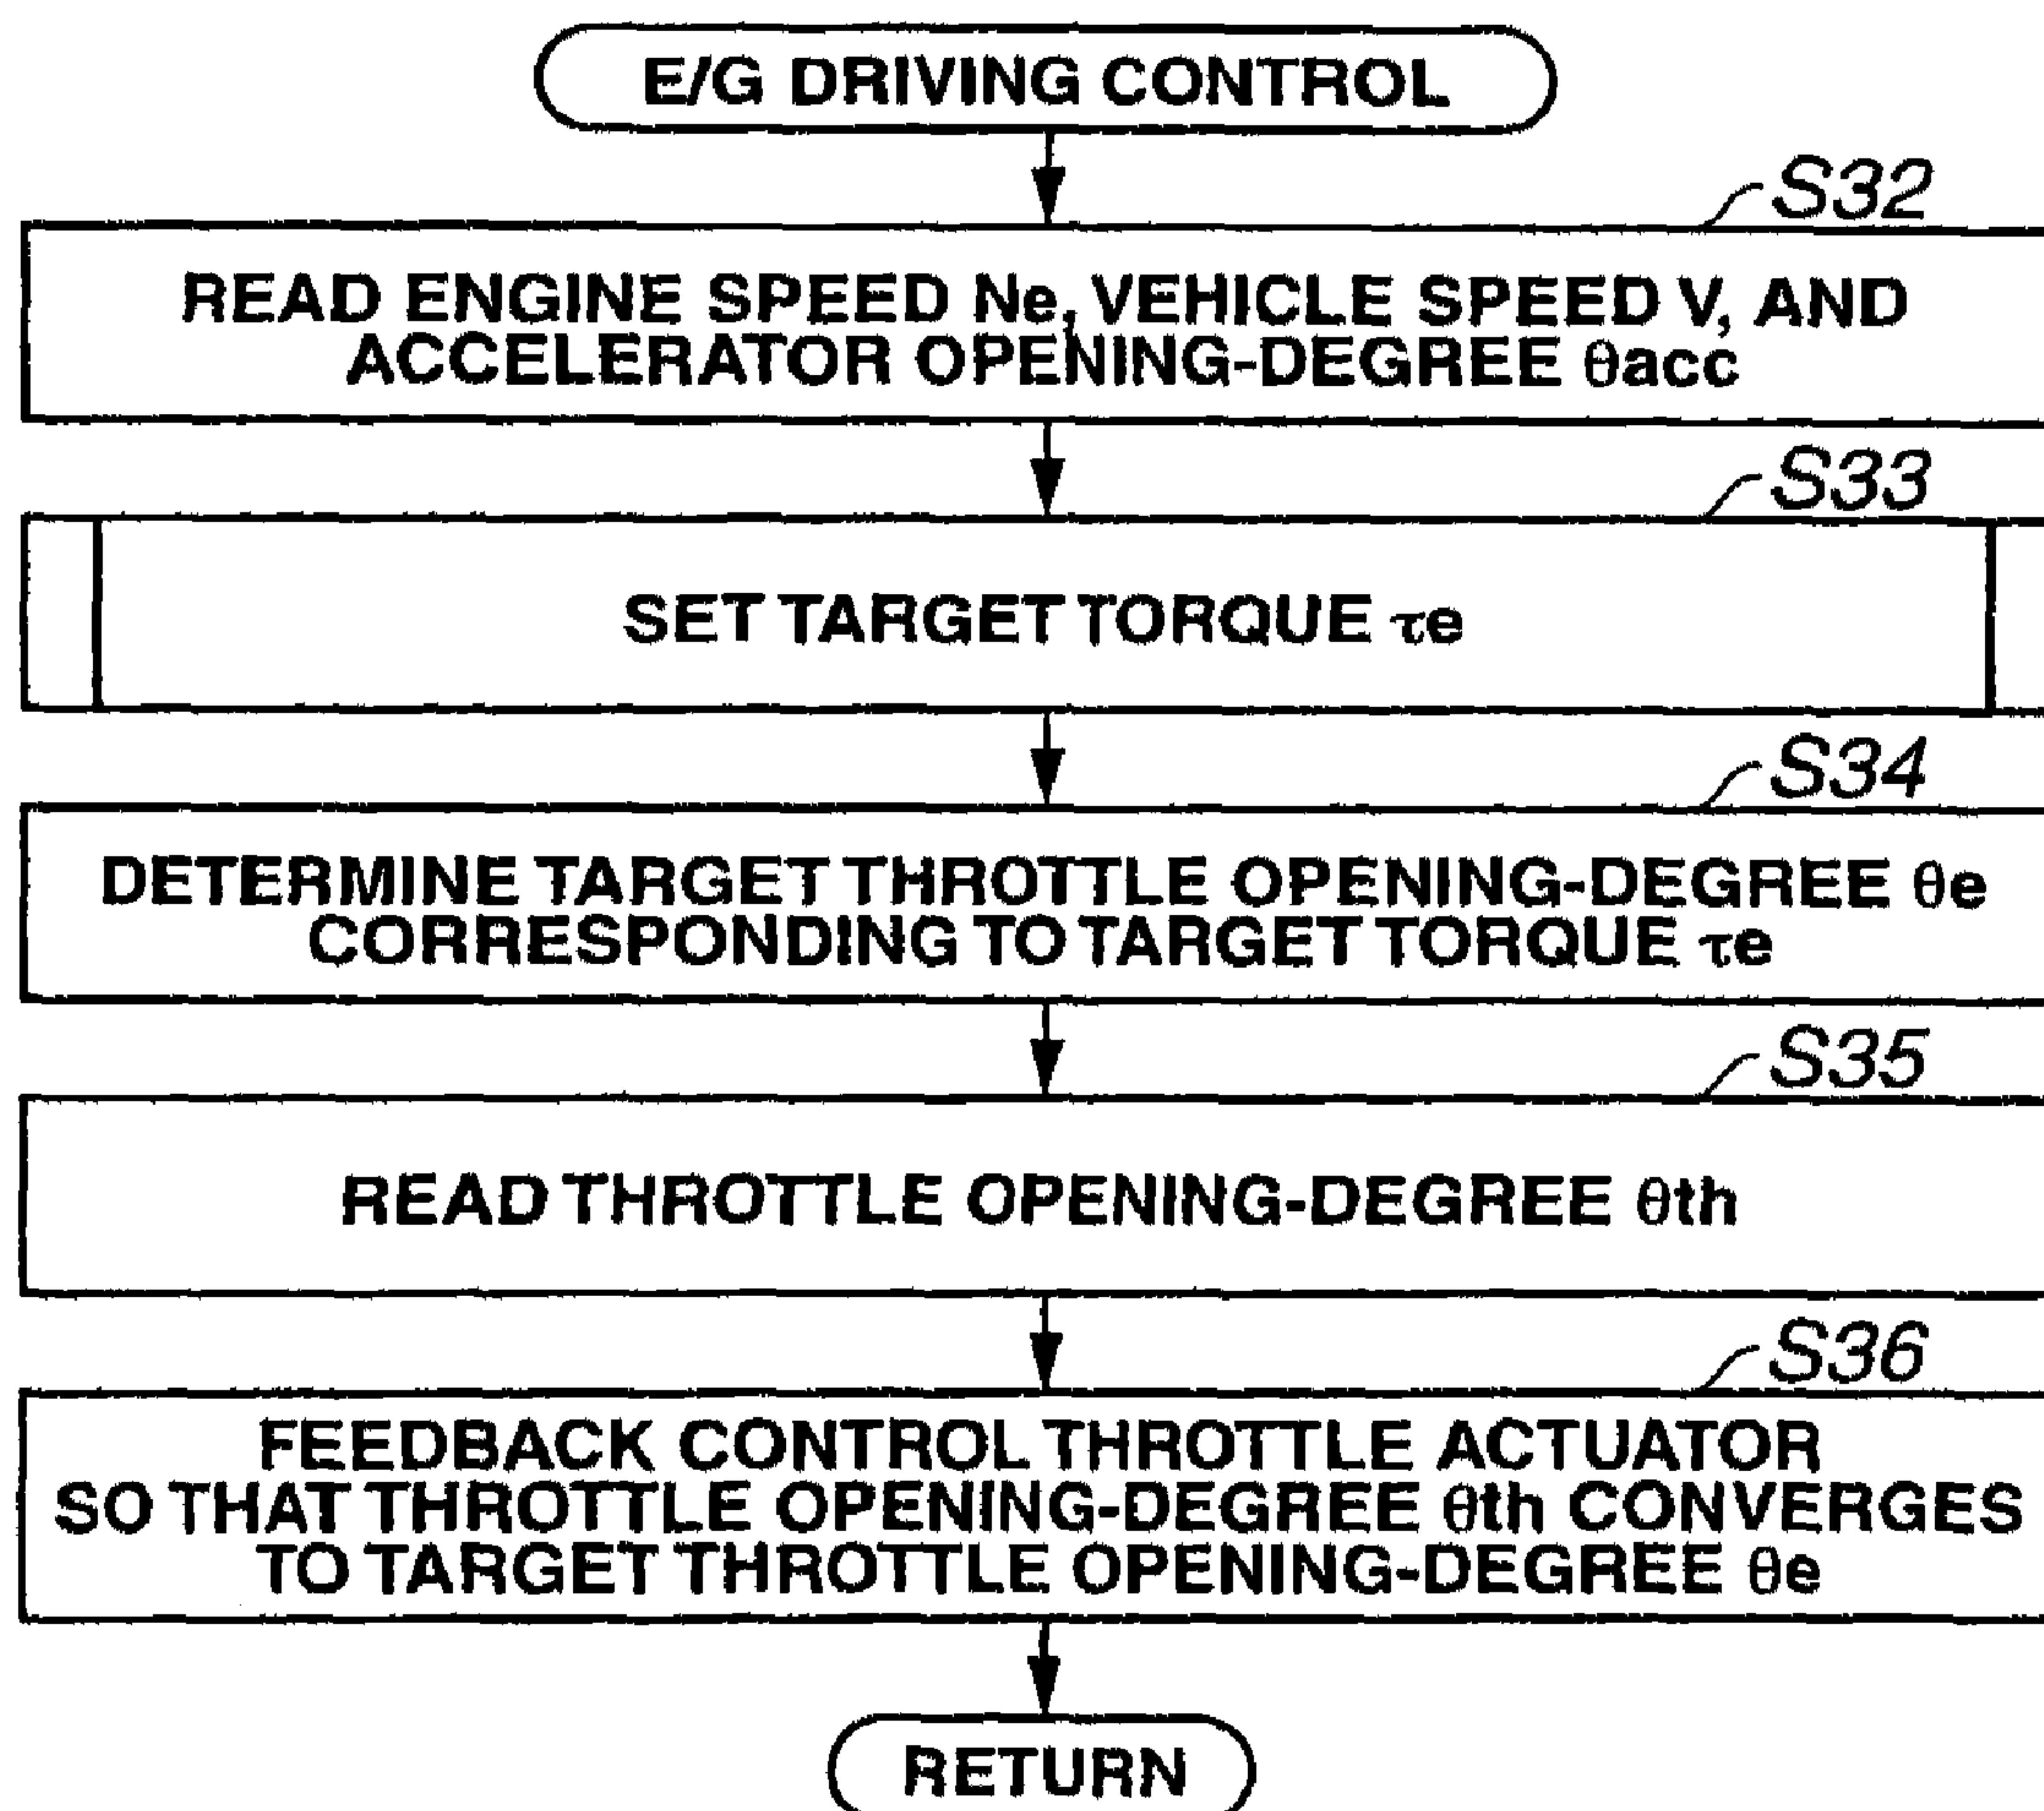 E/G DRIVING CONTROL
S32
READ ENGINE SPEED Ne, VEHICLE SPEED V, AND
ACCELERATOR OPENING-DEGREE θacc
S33
SET TARGET TORQUE τe
S34
DETERMINE TARGET THROTTLE OPENING-DEGREE θe
CORRESPONDING TO TARGET TORQUE τe
S35
READ THROTTLE OPENING-DEGREE θth
S36
FEEDBACK CONTROL THROTTLE ACTUATOR
SO THAT THROTTLE OPENING-DEGREE θth CONVERGES
TO TARGET THROTTLE OPENING-DEGREE θe
RETURN